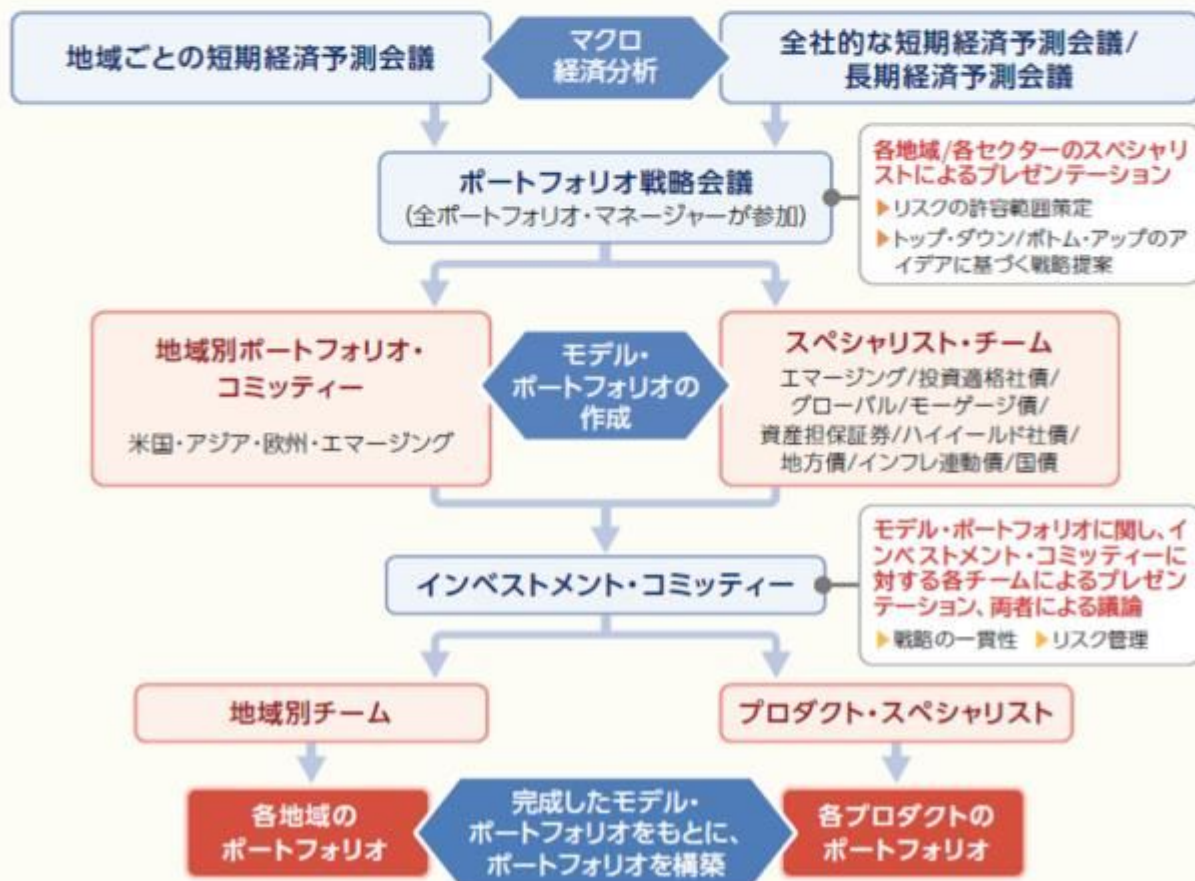 地域ごとの短期経済予測会議
マクロ
経済分析
全社的な短期経済予測会議/
長期経済予測会議
ポートフォリオ戦略会議
(全ポートフォリオ・マネージャーが参加)
各地域/各セクターのスペシャリ
ストによるプレゼンテーション
▶リスクの許容範囲策定
▶トップ・ダウン/ボトム・アップのア
イデアに基づく戦略提案
地域別ポートフォリオ・
コミッティー
米国・アジア・欧州・エマージング
モデル・
ポートフォリオの
作成
スペシャリスト・チーム
エマージング/投資適格社債/
グローバル/モーゲージ債/
資産担保証券/ハイイールド社債/
地方債/インフレ連動債/国債
インベストメント・コミッティー
モデル・ポートフォリオに関し、イ
ンベストメント・コミッティーに
対する各チームによるプレゼン
テーション、両者による議論
▶戦略の一貫性 ▶リスク管理
地域別チーム
プロダクト・スペシャリスト
各地域の
ポートフォリオ
完成したモデル・
ポートフォリオをもとに、
ポートフォリオを構築
各プロダクトの
ポートフォリオ